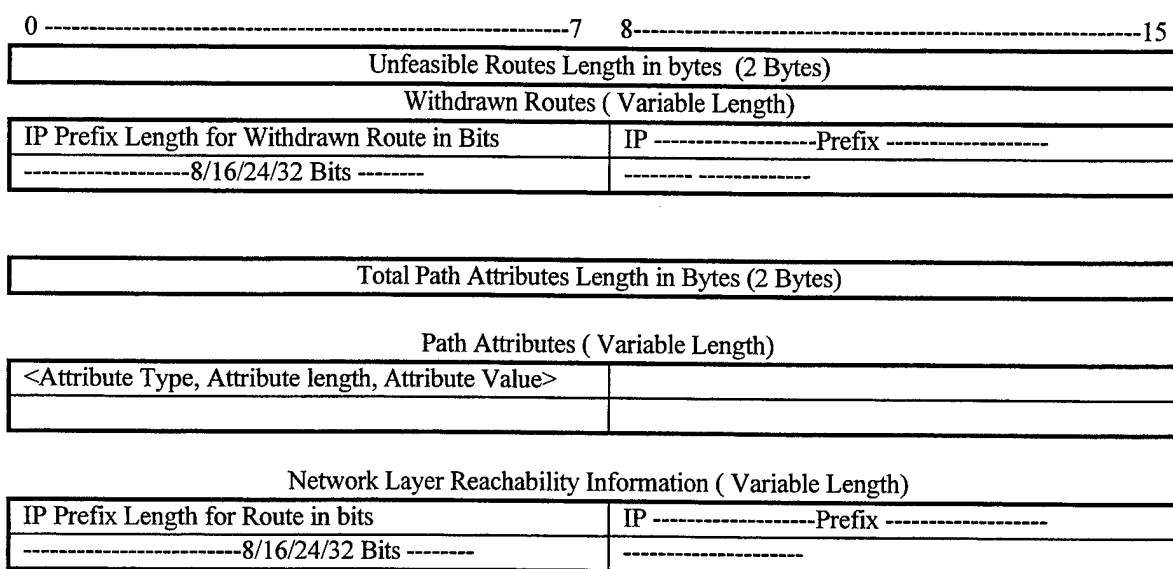 0 ----------------------------------------------------------7 8---------------------------------------------------------15
Unfeasible Routes Length in bytes (2 Bytes)
Withdrawn Routes ( Variable Length)
IP Prefix Length for Withdrawn Route in Bits IP --------------------Prefix --------------------
--------------------8/16/24/32 Bits -------- -------- --------------
Total Path Attributes Length in Bytes (2 Bytes)
Path Attributes ( Variable Length)
<Attribute Type, Attribute length, Attribute Value>
Network Layer Reachability Information ( Variable Length)
IP Prefix Length for Route in bits IP --------------------Prefix --------------------
--------------------------8/16/24/32 Bits -------- ----------------------